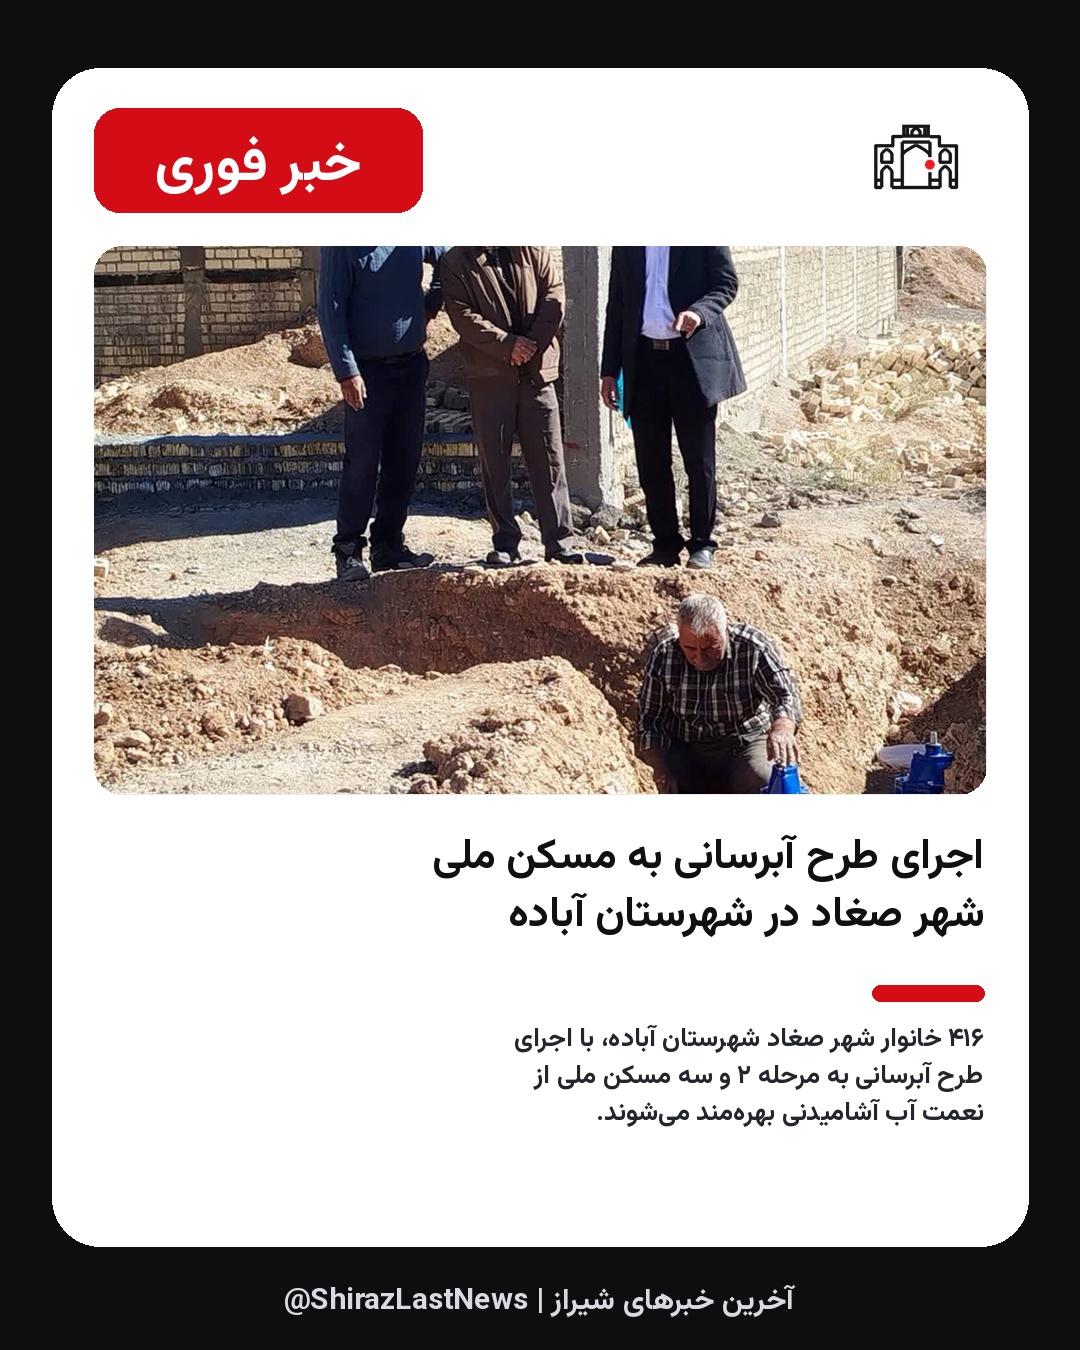 خبر فوری
اجرای طرح آبرسانی به مسکن ملی
شهر صغاد در شهرستان آباده
۴۱۶ خانوار شهر صغاد شهرستان آباده، با اجرای
طرح آبرسانی به مرحله ۲ و سه مسکن ملی از
نعمت آب آشامیدنی بهره‌مند می‌شوند.
آخرین خبرهای شیراز | @ShirazLastNews